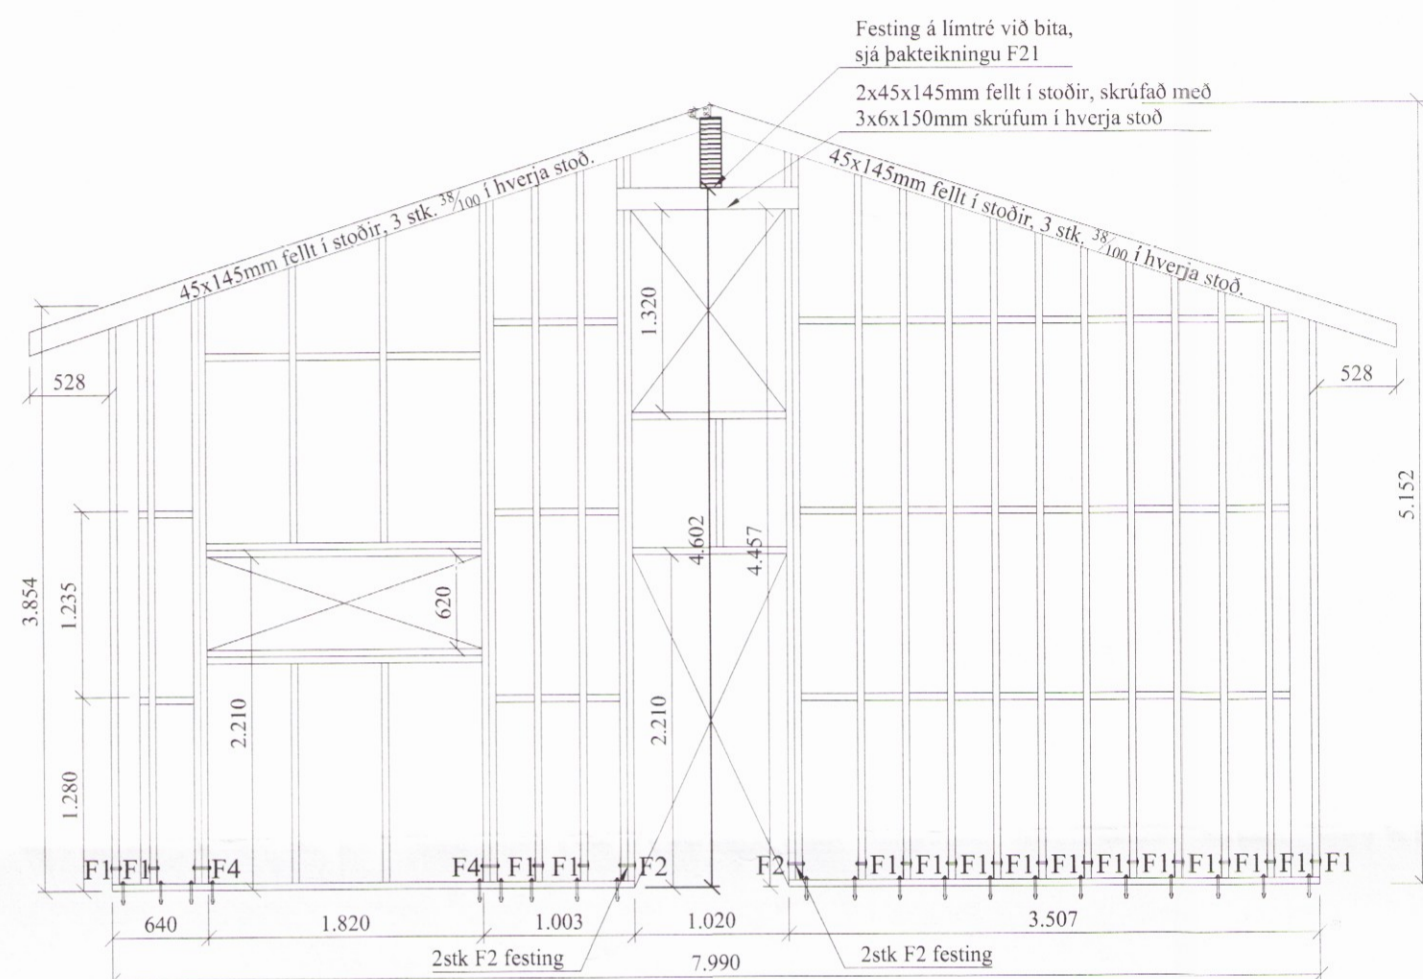 Festing á límtré við bita,
sjá þakteikningu F21
2x45x145mm fellt í stoðir, skrúfað með
3x6x150mm skrúfum í hverja stoð
45x145mm fellt í stoðir, 3 stk. 38/100 í hverja stoð.
45x145mm fellt í stoðir, 3 stk. 38/100 í hverja stoð.
528
528
1.320
5.152
3.854
1.235
1.280
2.210
620
4.602
4.457
2.210
F1 F1 F4 F4 F1 F1 F2 F2 F1 F1 F1 F1 F1 F1 F1 F1 F1 F1 F1
640 1.820 1.003 1.020 3.507
2stk F2 festing 7.990 2stk F2 festing